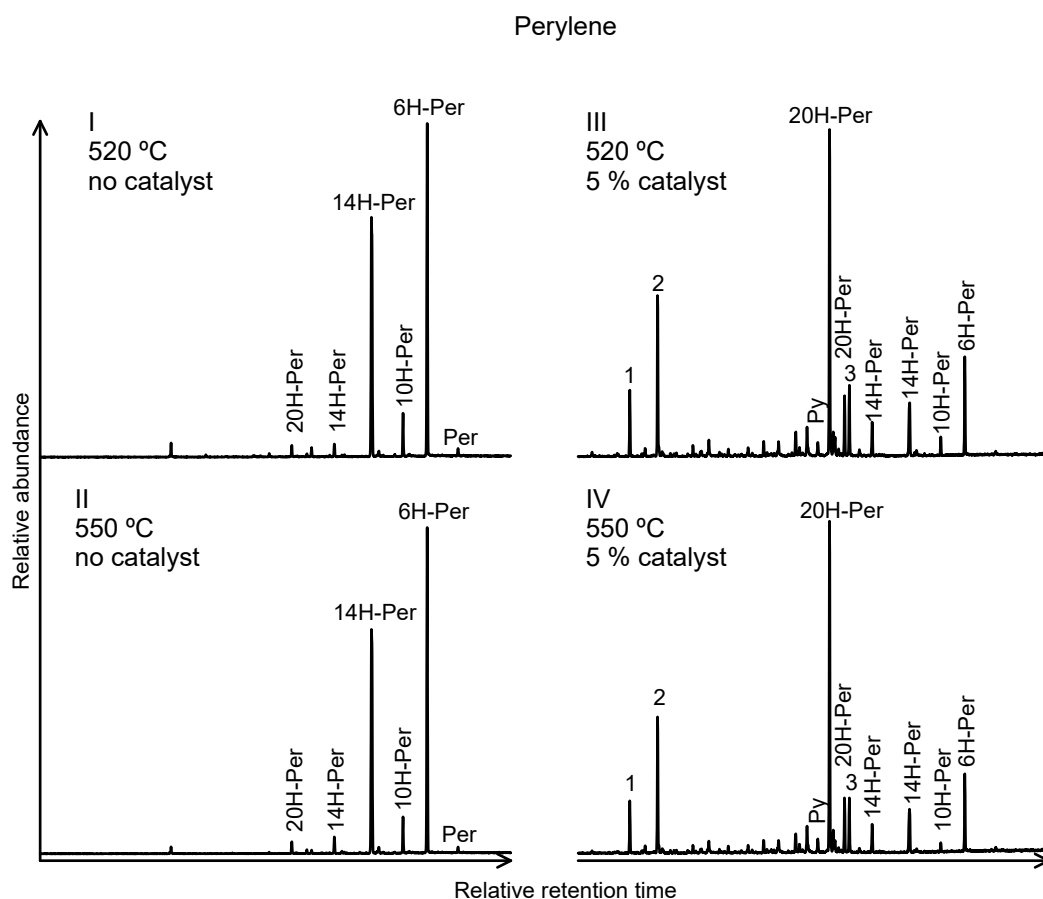 Perylene
Relative abundance
I
520 ºC
no catalyst
20H-Per
14H-Per
14H-Per
10H-Per
6H-Per
Per
III
520 ºC
5 % catalyst
1
2
Py
20H-Per
20H-Per
3
14H-Per
14H-Per
10H-Per
6H-Per
II
550 ºC
no catalyst
20H-Per
14H-Per
14H-Per
10H-Per
6H-Per
Per
IV
550 ºC
5 % catalyst
1
2
Py
20H-Per
20H-Per
3
14H-Per
14H-Per
10H-Per
6H-Per
Relative retention time